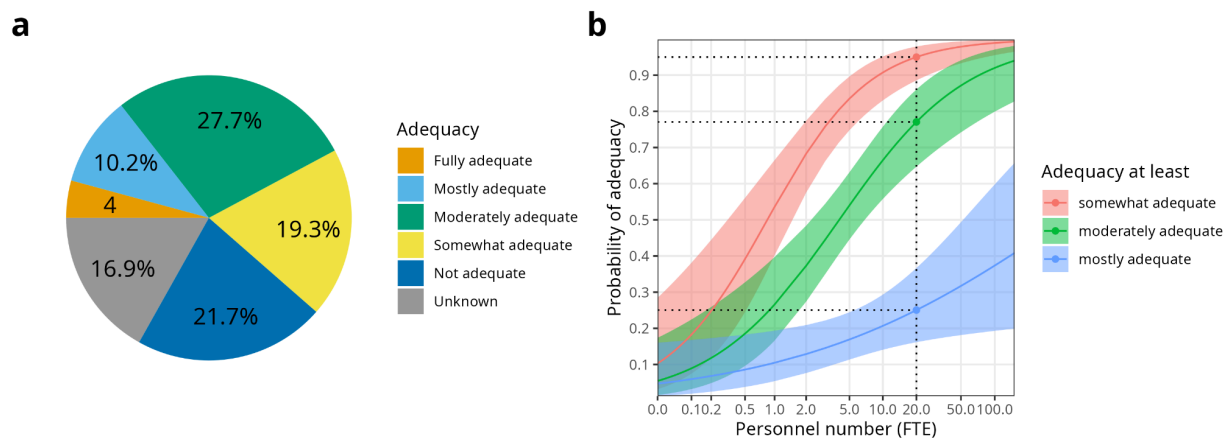 a
27.7%
10.2%
4
19.3%
16.9%
21.7%
Adequacy
Fully adequate
Mostly adequate
Moderately adequate
Somewhat adequate
Not adequate
Unknown
b
Probability of adequacy
0.9
0.8
0.7
0.6
0.5
0.4
0.3
0.2
0.1
0.0 0.1 0.2 0.5 1.0 2.0 5.0 10.0 20.0 50.0 100.0
Personnel number (FTE)
Adequacy at least
somewhat adequate
moderately adequate
mostly adequate